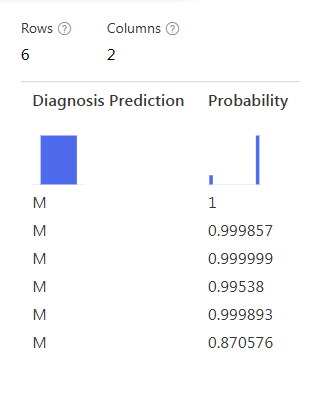 Rows Columns
6 2
Diagnosis Prediction Probability
M 1
M 0.999857
M 0.999999
M 0.99538
M 0.999893
M 0.870576